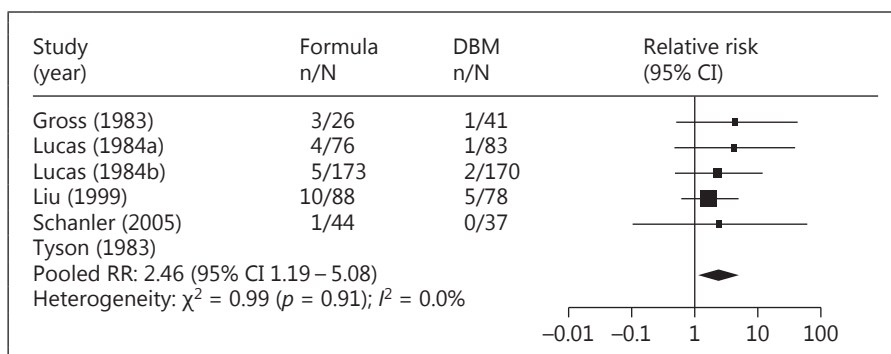 Study Formula DBM Relative risk
(year) n/N n/N (95% CI)
Gross (1983) 3/26 1/41
Lucas (1984a) 4/76 1/83
Lucas (1984b) 5/173 2/170
Liu (1999) 10/88 5/78
Schanler (2005) 1/44 0/37
Tyson (1983)
Pooled RR: 2.46 (95% CI 1.19 – 5.08)
Heterogeneity: χ² = 0.99 (p = 0.91); I² = 0.0%
–0.01 –0.1 1 10 100